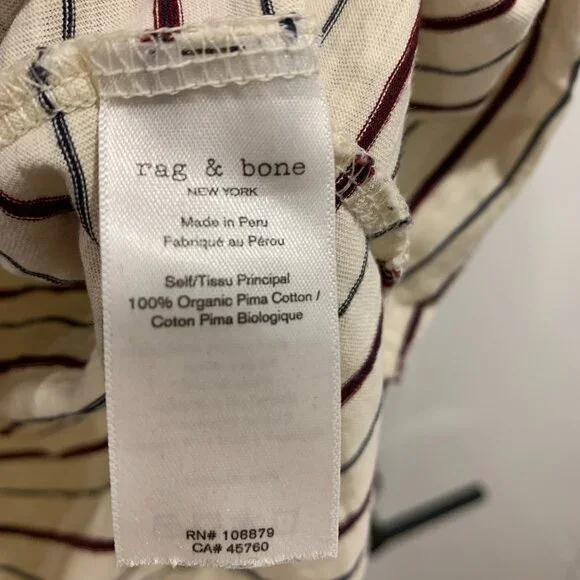 rag & bone
NEW YORK
Made in Peru
Fabriqué au Pérou
Self/Tissu Principal
100% Organic Pima Cotton /
Coton Pima Biologique
RN# 106879
CA# 45760